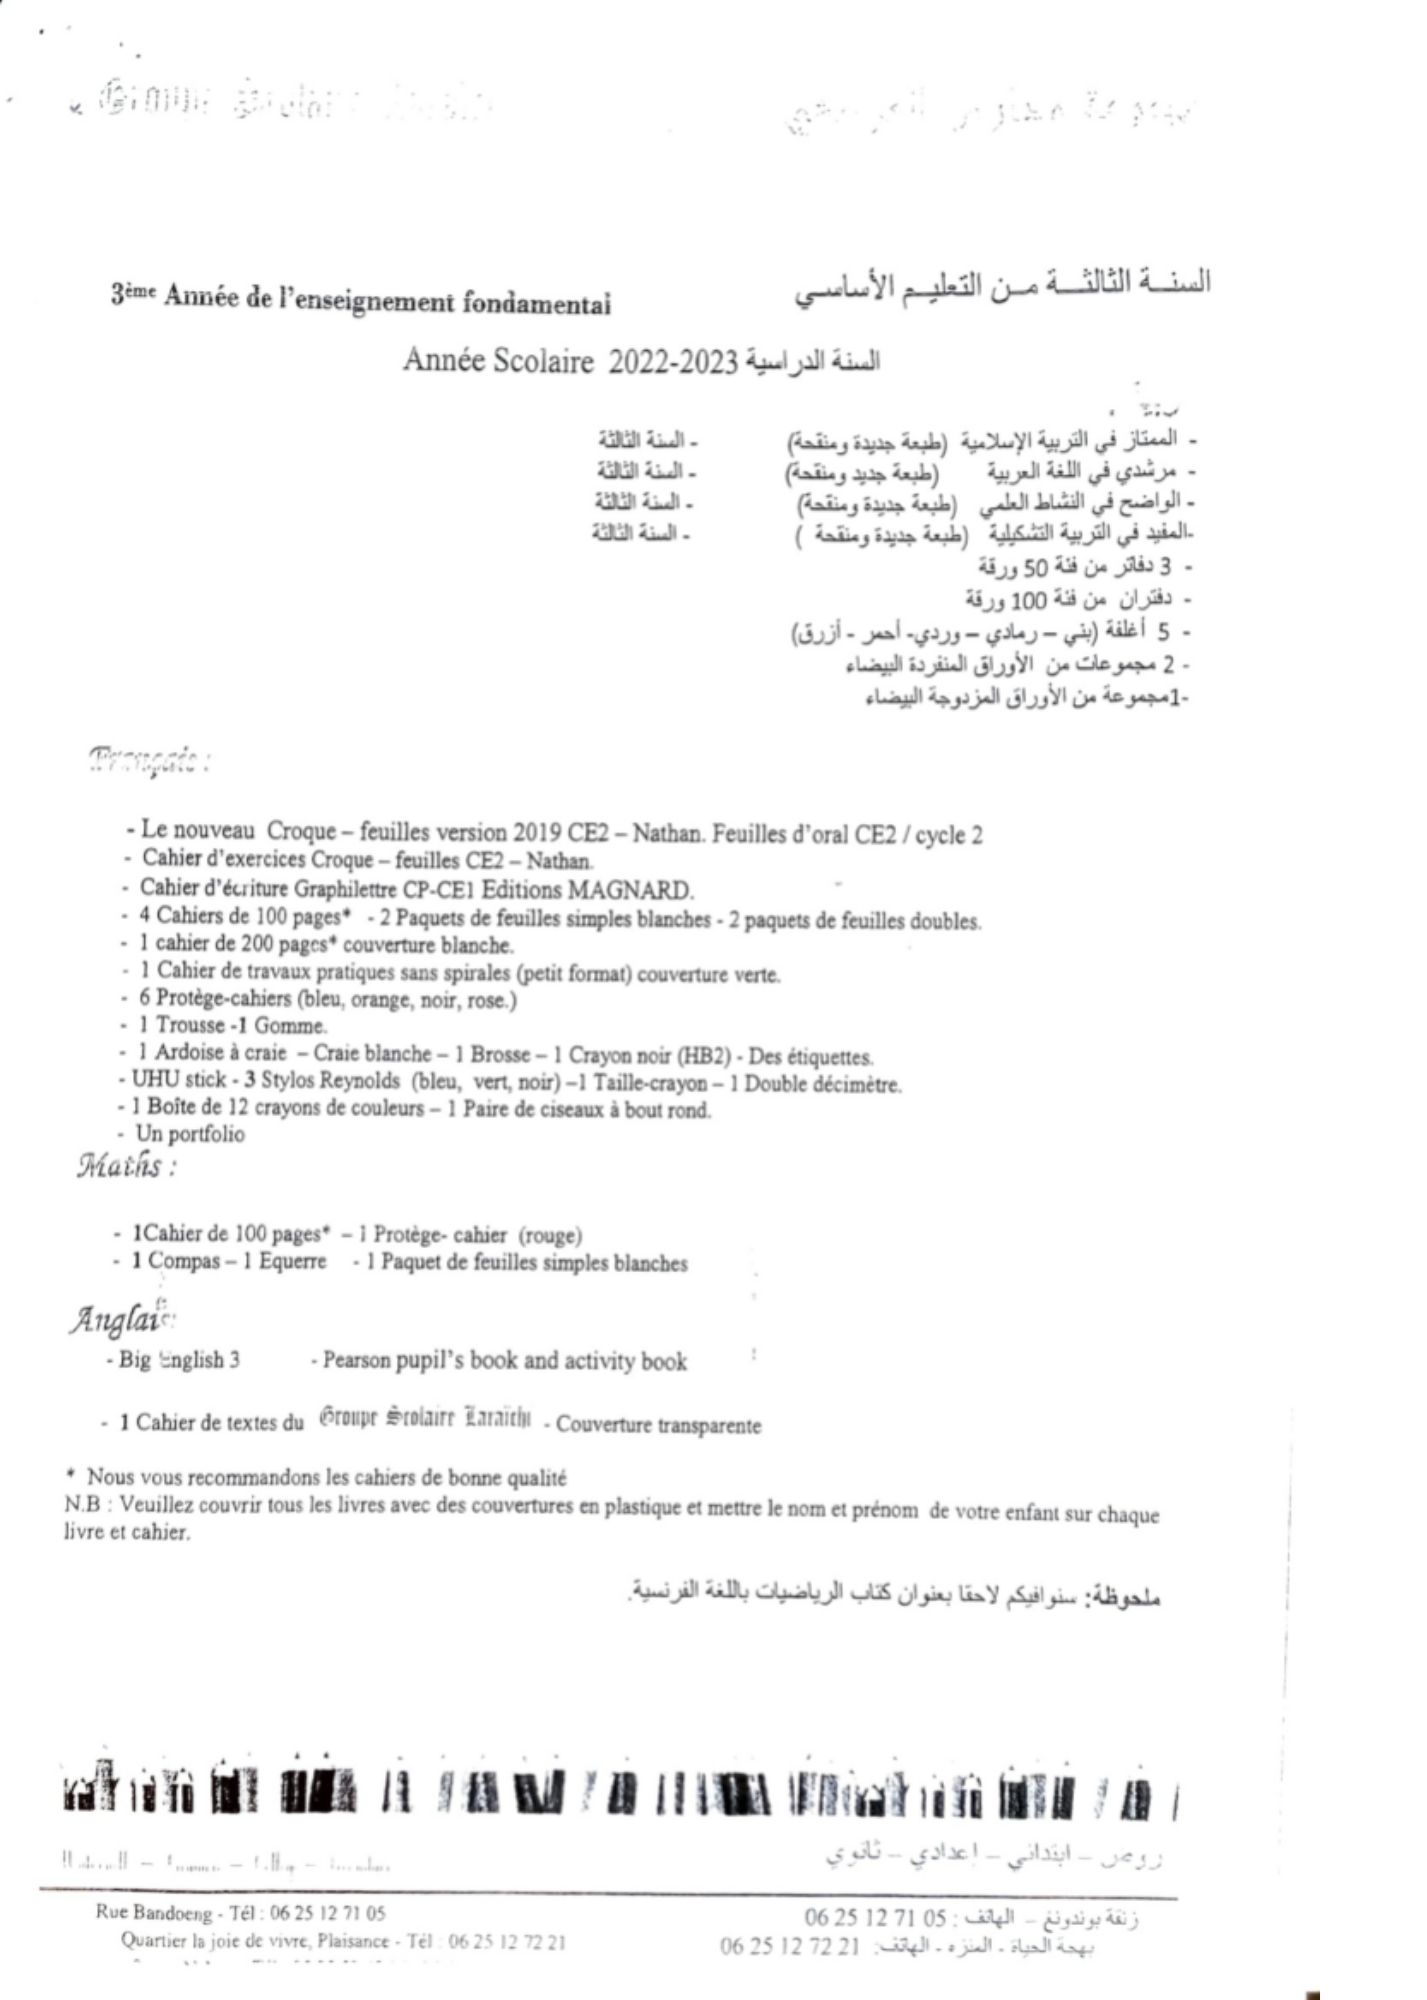 Groupe Scolaire
3ème Année de l'enseignement fondamental
السنة الثالثة من التعليم الأساسي
Année Scolaire 2022-2023 السنة الدراسية
- الممتاز في التربية الإسلامية (طبعة جديدة ومنقحة) - السنة الثالثة
- مرشدي في اللغة العربية (طبعة جديد ومنقحة) - السنة الثالثة
- الواضح في النشاط العلمي (طبعة جديدة ومنقحة) - السنة الثالثة
-المفيد في التربية التشكيلية (طبعة جديدة ومنقحة ) - السنة الثالثة
- 3 دفاتر من فئة 50 ورقة
- دفتران من فئة 100 ورقة
- 5 أغلفة (بني – رمادي – وردي- أحمر - أزرق)
- 2 مجموعات من الأوراق المنفردة البيضاء
-1مجموعة من الأوراق المزدوجة البيضاء
Français :
- Le nouveau Croque – feuilles version 2019 CE2 – Nathan. Feuilles d'oral CE2 / cycle 2
- Cahier d'exercices Croque – feuilles CE2 – Nathan.
- Cahier d'écriture Graphilettre CP-CE1 Editions MAGNARD.
- 4 Cahiers de 100 pages* - 2 Paquets de feuilles simples blanches - 2 paquets de feuilles doubles.
- 1 cahier de 200 pages* couverture blanche.
- 1 Cahier de travaux pratiques sans spirales (petit format) couverture verte.
- 6 Protège-cahiers (bleu, orange, noir, rose.)
- 1 Trousse -1 Gomme.
- 1 Ardoise à craie – Craie blanche – 1 Brosse – 1 Crayon noir (HB2) - Des étiquettes.
- UHU stick - 3 Stylos Reynolds (bleu, vert, noir) –1 Taille-crayon – 1 Double décimètre.
- 1 Boîte de 12 crayons de couleurs – 1 Paire de ciseaux à bout rond.
- Un portfolio
Maths :
- 1Cahier de 100 pages* – 1 Protège- cahier (rouge)
- 1 Compas – 1 Equerre - 1 Paquet de feuilles simples blanches
Anglais:
- Big English 3 - Pearson pupil's book and activity book
- 1 Cahier de textes du Groupe Scolaire Laraïchi - Couverture transparente
* Nous vous recommandons les cahiers de bonne qualité
N.B : Veuillez couvrir tous les livres avec des couvertures en plastique et mettre le nom et prénom de votre enfant sur chaque
livre et cahier.
ملحوظة: سنوافيكم لاحقا بعنوان كتاب الرياضيات باللغة الفرنسية.
روض – ابتدائي – إعدادي – ثانوي
Rue Bandoeng - Tél : 06 25 12 71 05
زنقة بوندونغ – الهاتف : 05 71 12 25 06
Quartier la joie de vivre, Plaisance - Tél : 06 25 12 72 21
بهجة الحياة - المنزه - الهاتف: 21 72 12 25 06